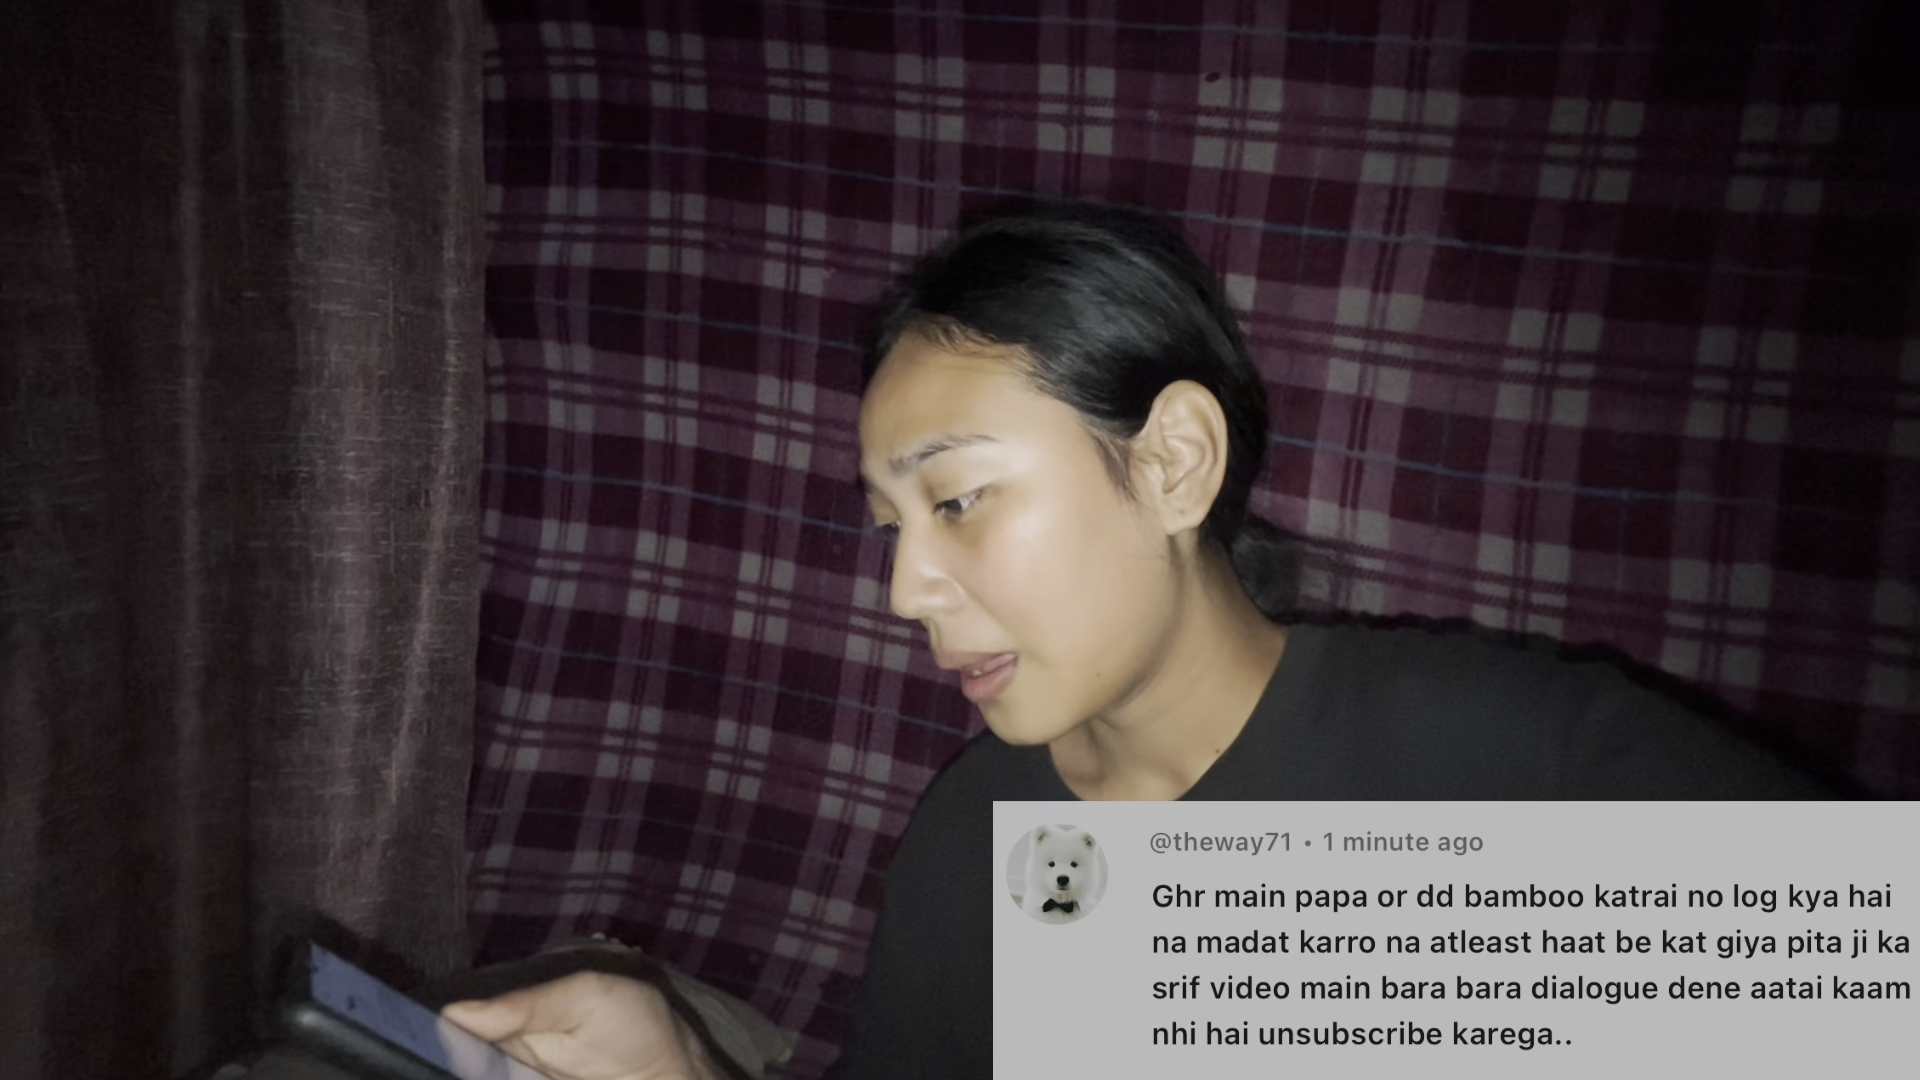 @theway71 • 1 minute ago
Ghr main papa or dd bamboo katrai no log kya hai
na madat karro na atleast haat be kat giya pita ji ka
srif video main bara bara dialogue dene aatai kaam
nhi hai unsubscribe karega..